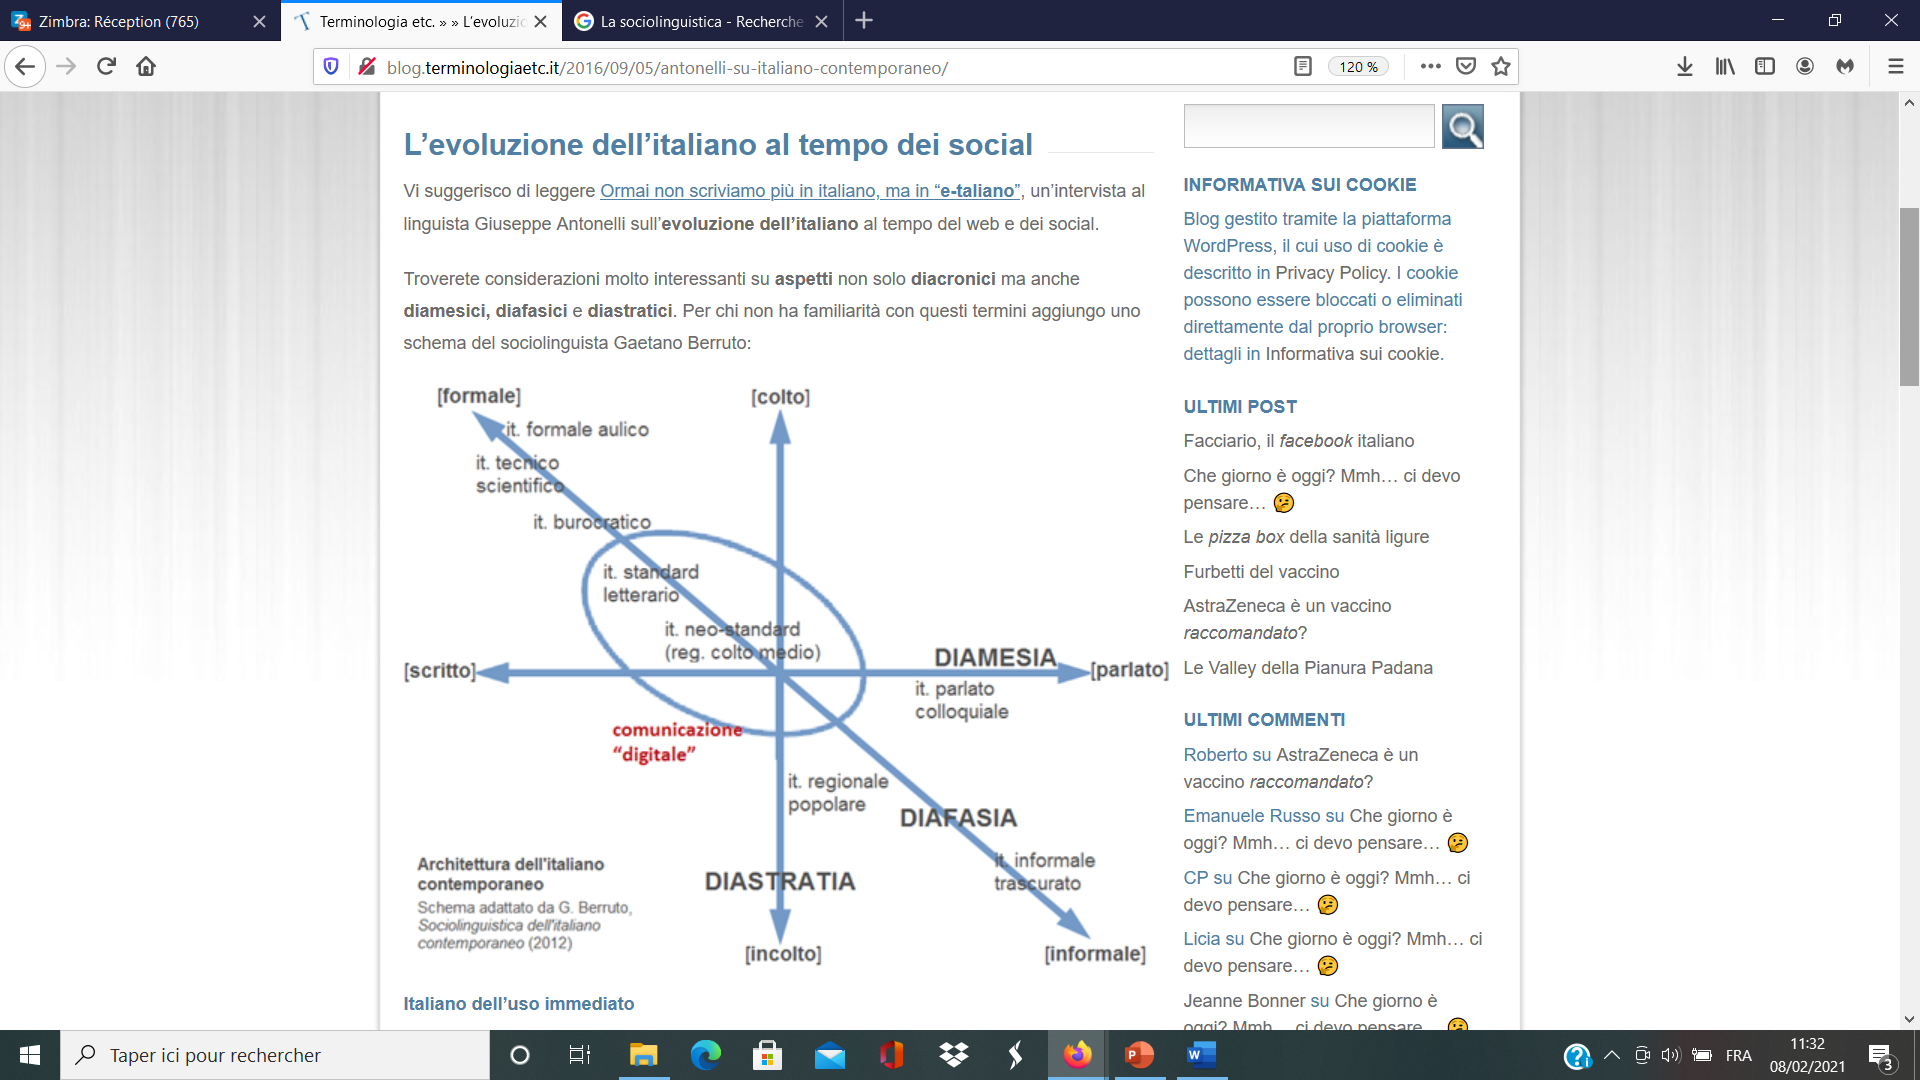 Zimbra: Réception (765)
Terminologia etc. » » L'evoluzio
La sociolinguistica - Recherche
blog.terminologiaetc.it/2016/09/05/antonelli-su-italiano-contemporaneo/
120 %
L'evoluzione dell'italiano al tempo dei social
Vi suggerisco di leggere Ormai non scriviamo più in italiano, ma in “e-taliano”, un'intervista al
linguista Giuseppe Antonelli sull'evoluzione dell'italiano al tempo del web e dei social.
Troverete considerazioni molto interessanti su aspetti non solo diacronici ma anche
diamesici, diafasici e diastratici. Per chi non ha familiarità con questi termini aggiungo uno
schema del sociolinguista Gaetano Berruto:
[formale]
[colto]
it. formale aulico
it. tecnico
scientifico
it. burocratico
it. standard
letterario
it. neo-standard
(reg. colto medio)
[scritto]
DIAMESIA
[parlato]
it. parlato
colloquiale
comunicazione
“digitale”
it. regionale
popolare
DIAFASIA
it. informale
trascurato
DIASTRATIA
Architettura dell'italiano
contemporaneo
Schema adattato da G. Berruto,
Sociolinguistica dell'italiano
contemporaneo (2012)
[incolto]
[informale]
Italiano dell'uso immediato
INFORMATIVA SUI COOKIE
Blog gestito tramite la piattaforma
WordPress, il cui uso di cookie è
descritto in Privacy Policy. I cookie
possono essere bloccati o eliminati
direttamente dal proprio browser:
dettagli in Informativa sui cookie.
ULTIMI POST
Facciario, il facebook italiano
Che giorno è oggi? Mmh… ci devo
pensare… 🤔
Le pizza box della sanità ligure
Furbetti del vaccino
AstraZeneca è un vaccino
raccomandato?
Le Valley della Pianura Padana
ULTIMI COMMENTI
Roberto su AstraZeneca è un
vaccino raccomandato?
Emanuele Russo su Che giorno è
oggi? Mmh… ci devo pensare… 🤔
CP su Che giorno è oggi? Mmh… ci
devo pensare… 🤔
Licia su Che giorno è oggi? Mmh… ci
devo pensare… 🤔
Jeanne Bonner su Che giorno è
oggi? Mmh… ci devo pensare… 🤔
Taper ici pour rechercher
FRA
11:32
08/02/2021
3